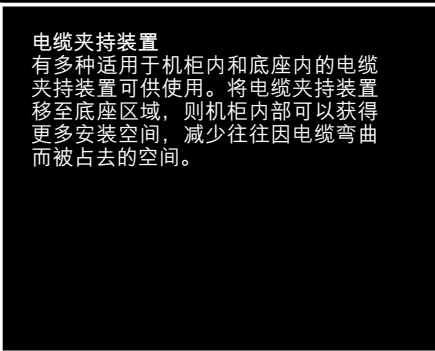 电缆夹持装置
有多种适用于机柜内和底座内的电缆
夹持装置可供使用。将电缆夹持装置
移至底座区域，则机柜内部可以获得
更多安装空间，减少往往因电缆弯曲
而被占去的空间。